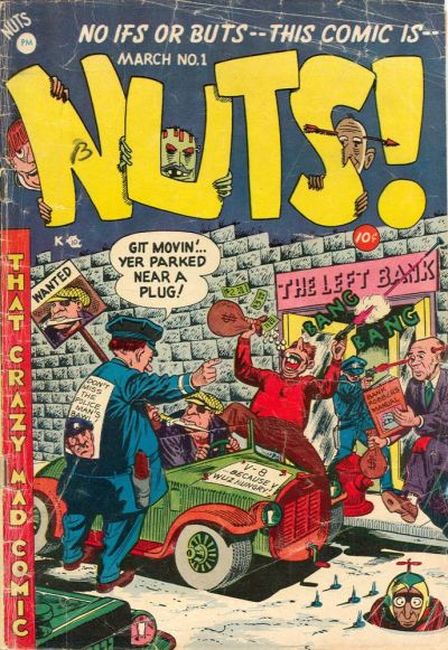 NUTS
PM
NO IFS OR BUTS--THIS COMIC IS--
MARCH NO.1
NUTS!
B
K
10¢
THAT CRAZY MAD COMIC
WANTED
GIT MOVIN'...
YER PARKED
NEAR A
PLUG!
THE LEFT BANK
BANG
BANG
BANK
MANUAL
DON'T
MISS
THE
POLICE
MAN'S
V-8
BECAUSE I
WUZ HUNGRY!